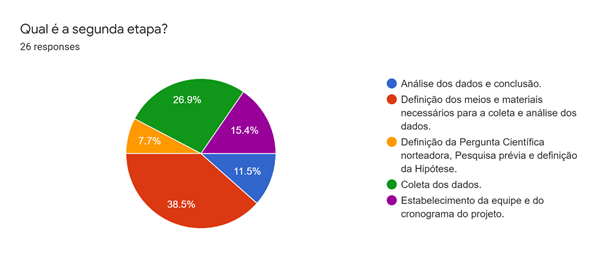 Qual é a segunda etapa?
26 responses
26.9%
15.4%
7.7%
11.5%
38.5%
Análise dos dados e conclusão.
Definição dos meios e materiais
necessários para a coleta e análise dos
dados.
Definição da Pergunta Científica
norteadora, Pesquisa prévia e definição
da Hipótese.
Coleta dos dados.
Estabelecimento da equipe e do
cronograma do projeto.